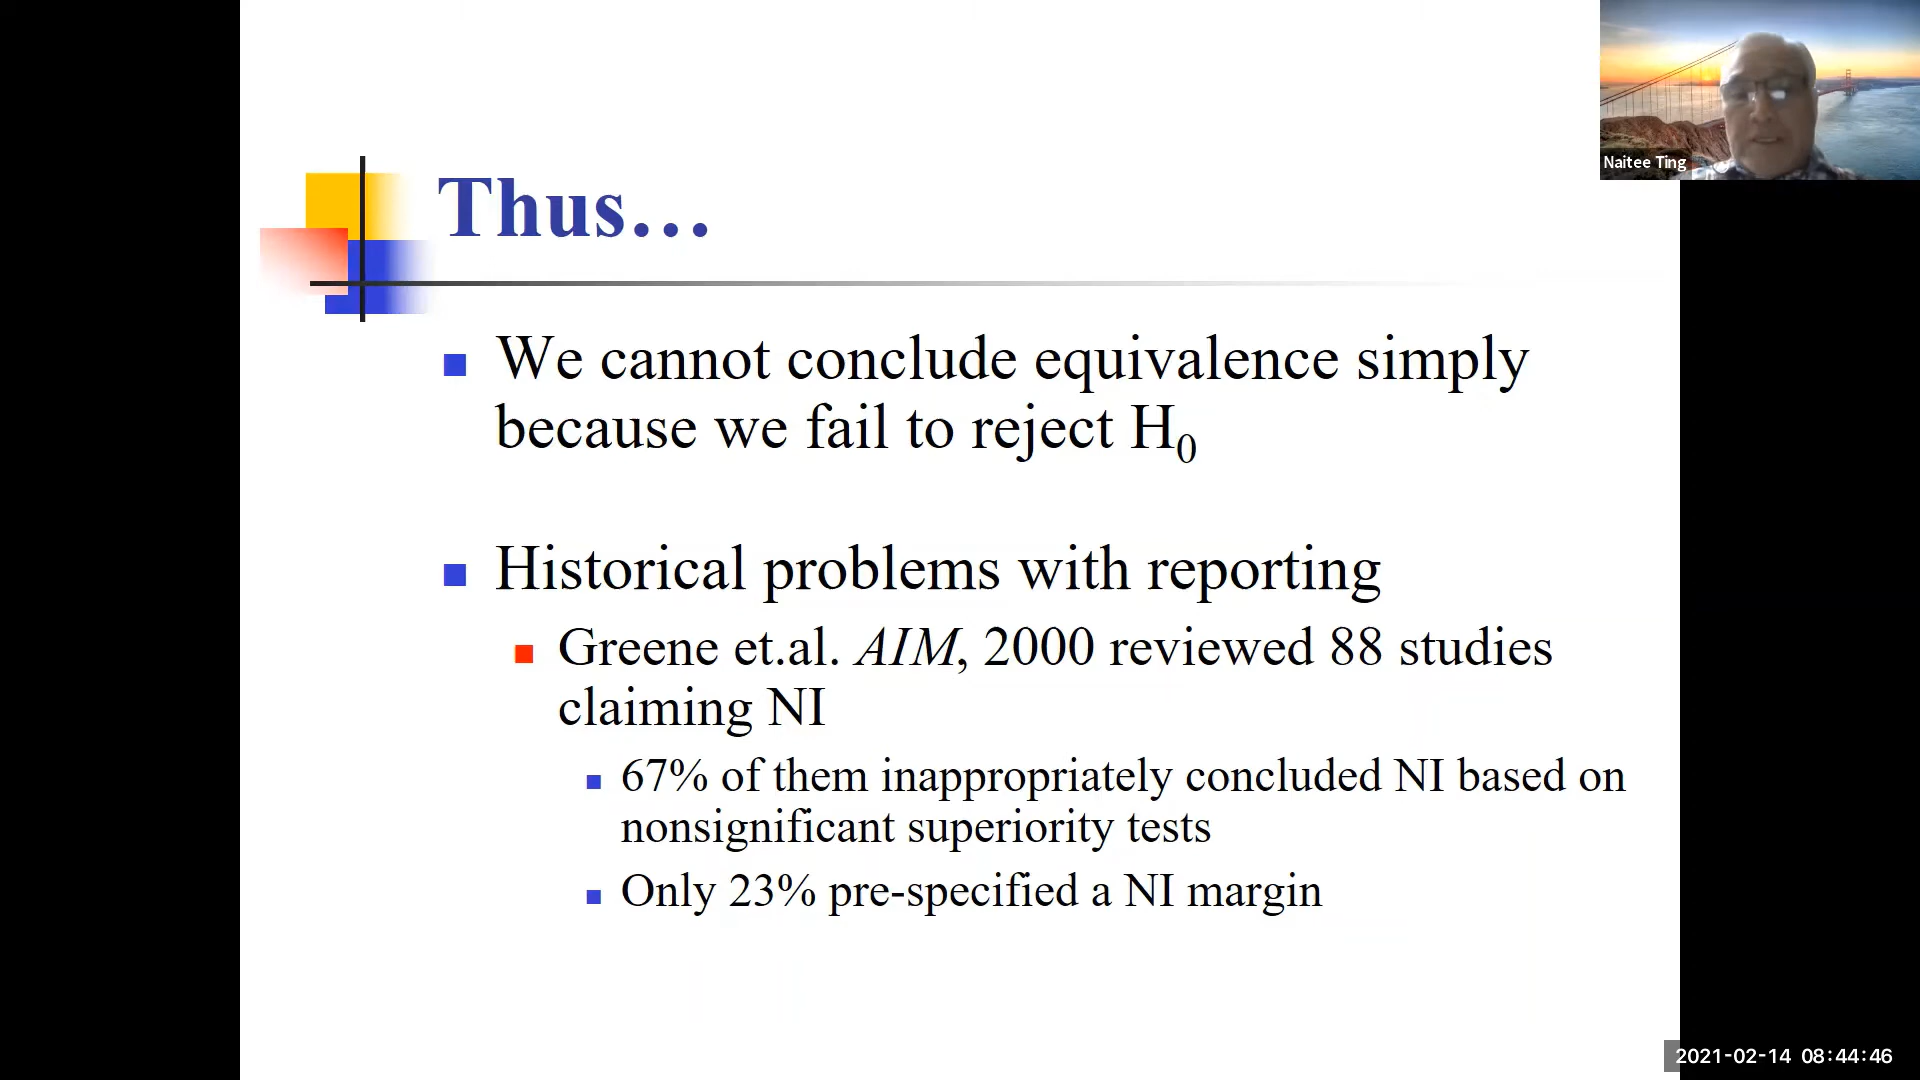 Naitee Ting
Thus…
We cannot conclude equivalence simply
because we fail to reject H0
Historical problems with reporting
Greene et.al. AIM, 2000 reviewed 88 studies
claiming NI
67% of them inappropriately concluded NI based on
nonsignificant superiority tests
Only 23% pre-specified a NI margin
2021-02-14 08:44:46